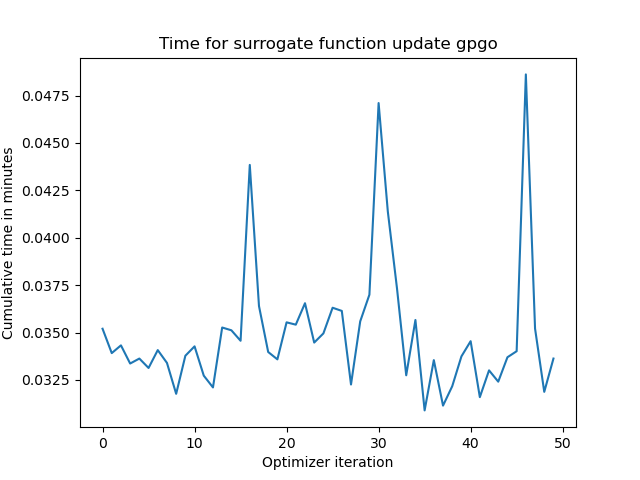 Time for surrogate function update gpgo
Cumulative time in minutes
0.0475
0.0450
0.0425
0.0400
0.0375
0.0350
0.0325
0 10 20 30 40 50
Optimizer iteration